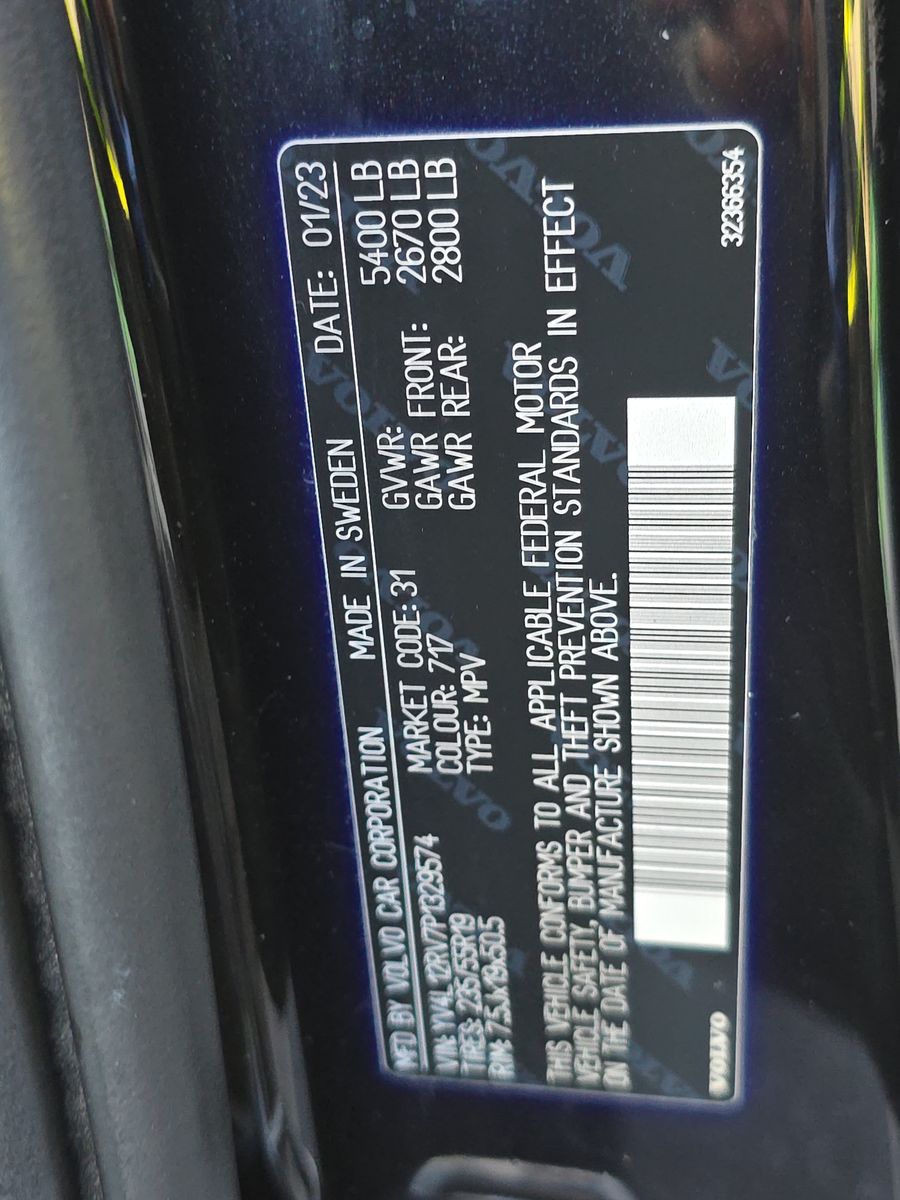 MFD BY VOLVO CAR CORPORATION MADE IN SWEDEN DATE: 01/23
VIN: YV4L12RV7P1329574 MARKET CODE: 31 GVWR: 5400 LB
TIRES: 235/55R19 COLOUR: 717 GAWR FRONT: 2670 LB
RIM: 7.5Jx19x50.5 TYPE: MPV GAWR REAR: 2800 LB
THIS VEHICLE CONFORMS TO ALL APPLICABLE FEDERAL MOTOR
VEHICLE SAFETY, BUMPER AND THEFT PREVENTION STANDARDS IN EFFECT
ON THE DATE OF MANUFACTURE SHOWN ABOVE.
VOLVO 32366354